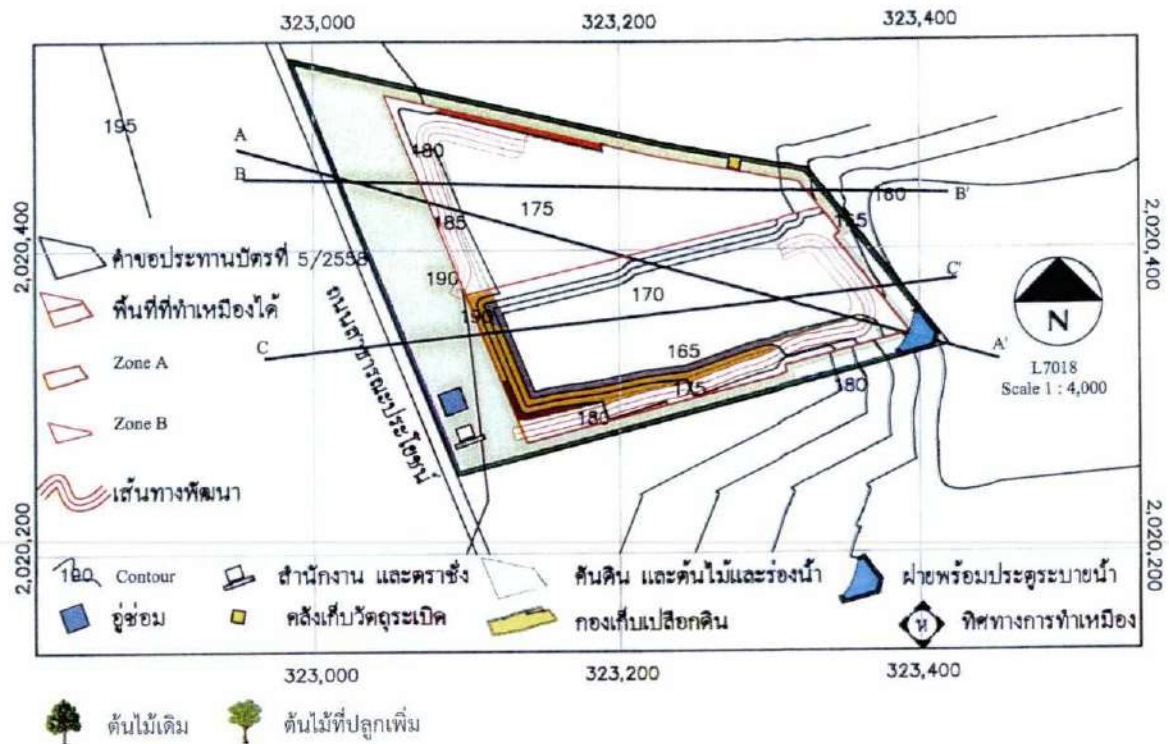 323,000 323,200 323,400
195
A
B
180
175
185
190
190
170
165
165
180
180
175
180
B'
C'
C
A'
2,020,400
2,020,400
2,020,200
2,020,200
คำขอประทานบัตรที่ 5/2558
พื้นที่ที่ทำเหมืองได้
Zone A
Zone B
เส้นทางพัฒนา
ถนนสาธารณะประโยชน์
N
L7018
Scale 1 : 4,000
190 Contour
สำนักงาน และตราชั่ง
คันดิน และต้นไม้และร่องน้ำ
ฝายพร้อมประตูระบายน้ำ
อู่ซ่อม
คลังเก็บวัตถุระเบิด
กองเก็บเปลือกดิน
ทิศทางการทำเหมือง
323,000 323,200 323,400
ต้นไม้เดิม
ต้นไม้ที่ปลูกเพิ่ม